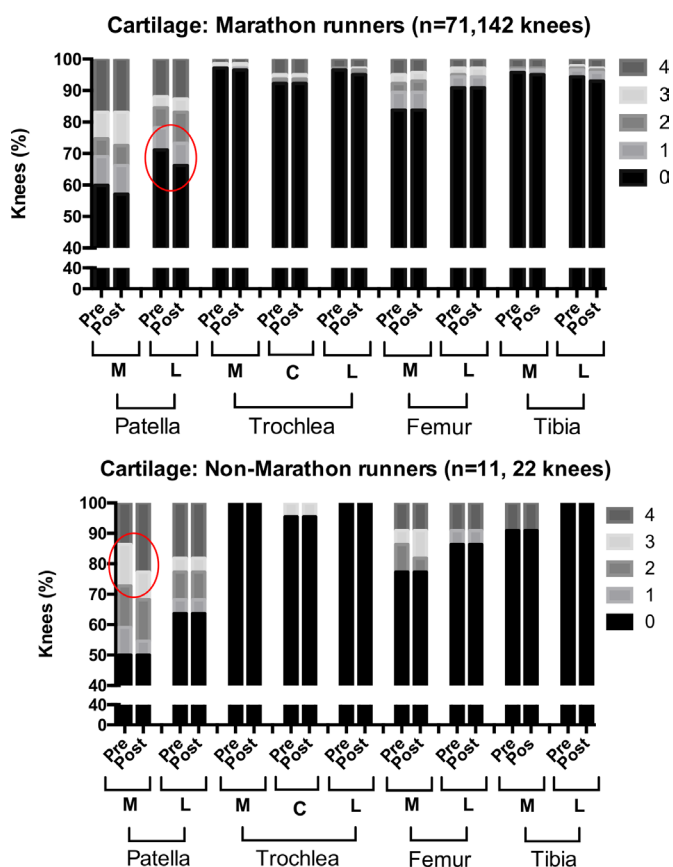 Cartilage: Marathon runners (n=71,142 knees)
Knees (%)
100
90
80
70
60
50
40
40
0
4
3
2
1
0
Pre Post Pre Post Pre Post Pre Post Pre Post Pre Post Pre Post Pre Pos Pre Post
M L M C L M L M L
Patella Trochlea Femur Tibia
Cartilage: Non-Marathon runners (n=11, 22 knees)
Knees (%)
100
90
80
70
60
50
40
40
0
4
3
2
1
0
Pre Post Pre Post Pre Post Pre Post Pre Post Pre Post Pre Post Pre Pos Pre Post
M L M C L M L M L
Patella Trochlea Femur Tibia